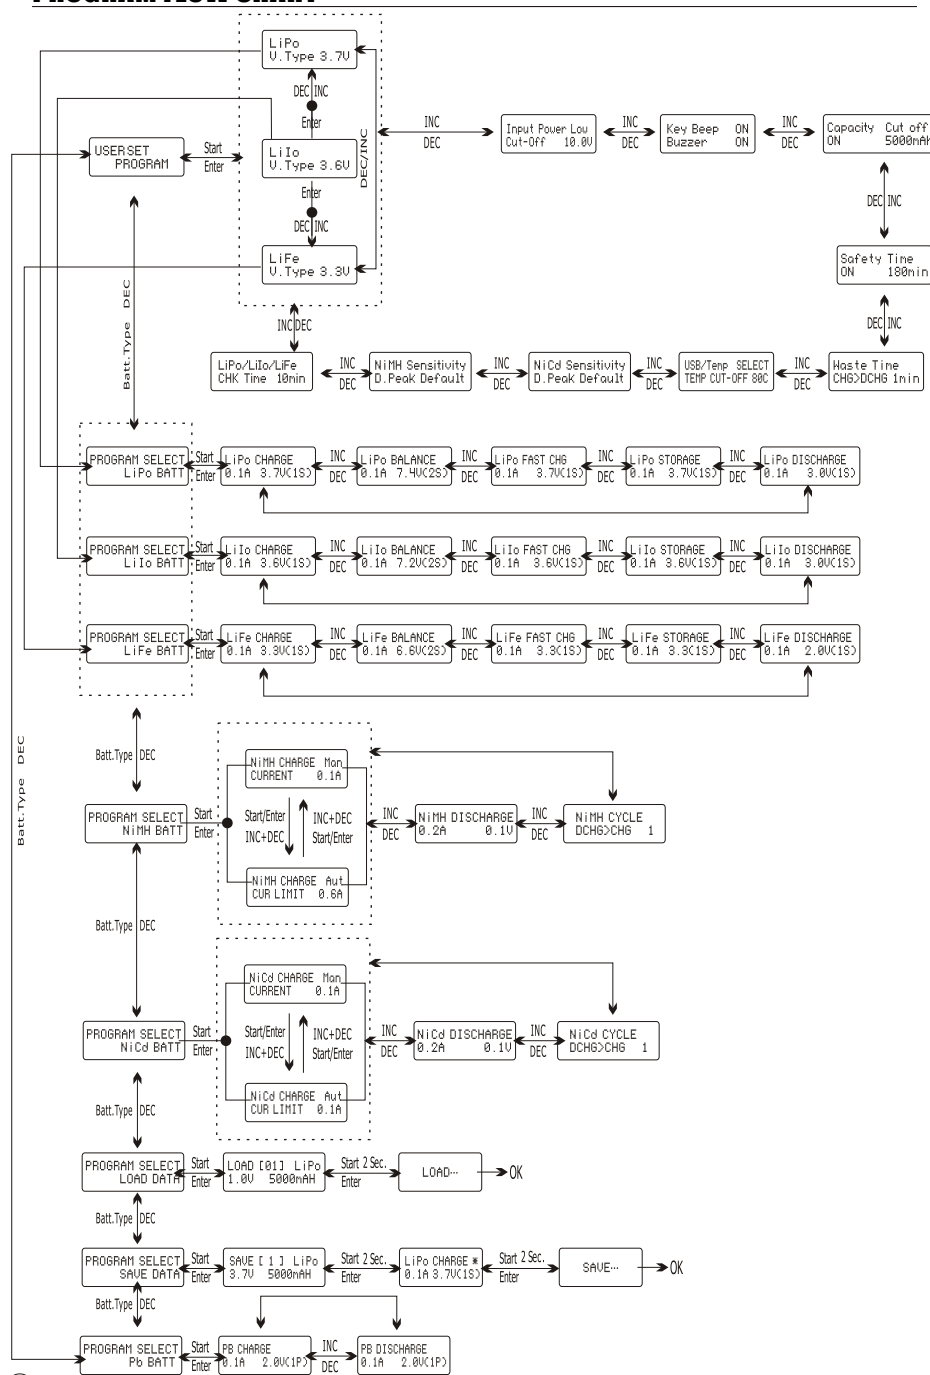 PROGRAM FLOW CHART
LiPo
V.Type 3.7V
DEC INC
Enter
LiIo
V.Type 3.6V
Enter
DEC INC
LiFe
V.Type 3.3V
DEC/INC
USER SET
PROGRAM
Start
Enter
INC
DEC
Input Power Low
Cut-Off 10.0V
INC
DEC
Key Beep ON
Buzzer ON
INC
DEC
Capacity Cut off
ON 5000mAh
DEC INC
Safety Time
ON 180min
DEC INC
Batt.Type DEC
INC DEC
LiPo/LiIo/LiFe
CHK Time 10min
INC
DEC
NiMH Sensitivity
D.Peak Default
INC
DEC
NiCd Sensitivity
D.Peak Default
INC
DEC
USB/Temp SELECT
TEMP CUT-OFF 80C
INC
DEC
Waste Time
CHG>DCHG 1min
PROGRAM SELECT
LiPo BATT
Start
Enter
LiPo CHARGE
0.1A 3.7V(1S)
INC
DEC
LiPo BALANCE
0.1A 7.4V(2S)
INC
DEC
LiPo FAST CHG
0.1A 3.7V(1S)
INC
DEC
LiPo STORAGE
0.1A 3.7V(1S)
INC
DEC
LiPo DISCHARGE
0.1A 3.0V(1S)
PROGRAM SELECT
LiIo BATT
Start
Enter
LiIo CHARGE
0.1A 3.6V(1S)
INC
DEC
LiIo BALANCE
0.1A 7.2V(2S)
INC
DEC
LiIo FAST CHG
0.1A 3.6V(1S)
INC
DEC
LiIo STORAGE
0.1A 3.6V(1S)
INC
DEC
LiIo DISCHARGE
0.1A 3.0V(1S)
PROGRAM SELECT
LiFe BATT
Start
Enter
LiFe CHARGE
0.1A 3.3V(1S)
INC
DEC
LiFe BALANCE
0.1A 6.6V(2S)
INC
DEC
LiFe FAST CHG
0.1A 3.3(1S)
INC
DEC
LiFe STORAGE
0.1A 3.3(1S)
INC
DEC
LiFe DISCHARGE
0.1A 2.0V(1S)
Batt.Type DEC
Batt.Type DEC
PROGRAM SELECT
NiMH BATT
Start
Enter
NiMH CHARGE Man
CURRENT 0.1A
Start/Enter
INC+DEC
INC+DEC
Start/Enter
NiMH CHARGE Aut
CUR LIMIT 0.6A
INC
DEC
NiMH DISCHARGE
0.2A 0.1V
INC
DEC
NiMH CYCLE
DCHG>CHG 1
Batt.Type DEC
PROGRAM SELECT
NiCd BATT
Start
Enter
NiCd CHARGE Man
CURRENT 0.1A
Start/Enter
INC+DEC
INC+DEC
Start/Enter
NiCd CHARGE Aut
CUR LIMIT 0.1A
INC
DEC
NiCd DISCHARGE
0.2A 0.1V
INC
DEC
NiCd CYCLE
DCHG>CHG 1
Batt.Type DEC
PROGRAM SELECT
LOAD DATA
Start
Enter
LOAD [01] LiPo
1.0V 5000mAH
Start 2 Sec.
Enter
LOAD···
OK
Batt.Type DEC
PROGRAM SELECT
SAVE DATA
Start
Enter
SAVE [ 1 ] LiPo
3.7V 5000mAH
Start 2 Sec.
Enter
LiPo CHARGE *
0.1A 3.7V(1S)
Start 2 Sec.
Enter
SAVE···
OK
Batt.Type DEC
PROGRAM SELECT
Pb BATT
Start
Enter
PB CHARGE
0.1A 2.0V(1P)
INC
DEC
PB DISCHARGE
0.1A 2.0V(1P)